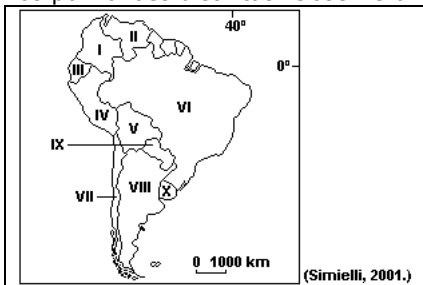 40°
II
I
0°
III
VI
IV
V
IX
VIII
X
VII
0 1000 km
(Simielli, 2001.)